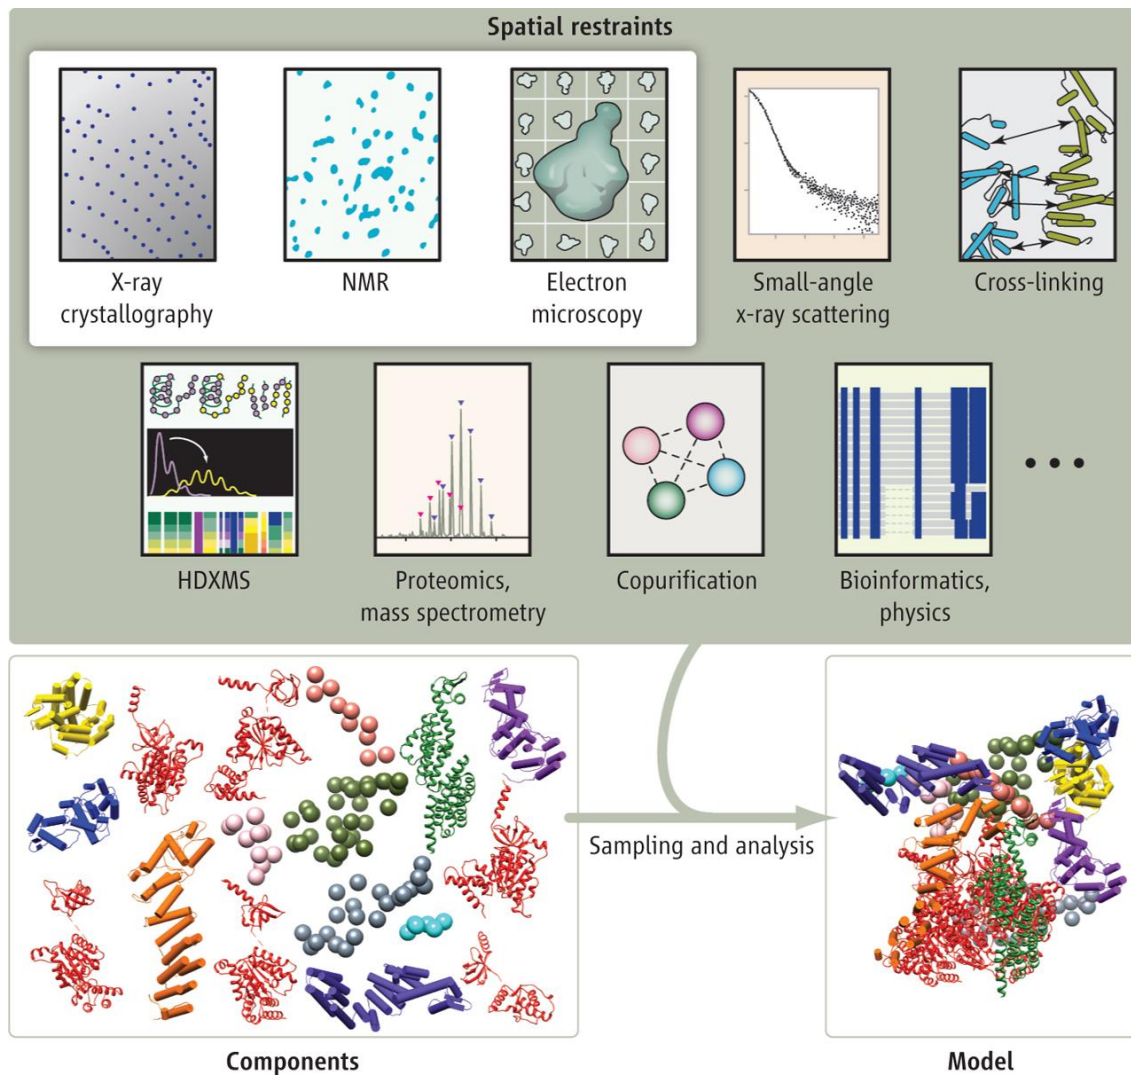 Spatial restraints
X-ray
crystallography
NMR
Electron
microscopy
Small-angle
x-ray scattering
Cross-linking
HDXMS
Proteomics,
mass spectrometry
Copurification
Bioinformatics,
physics
Sampling and analysis
Components
Model